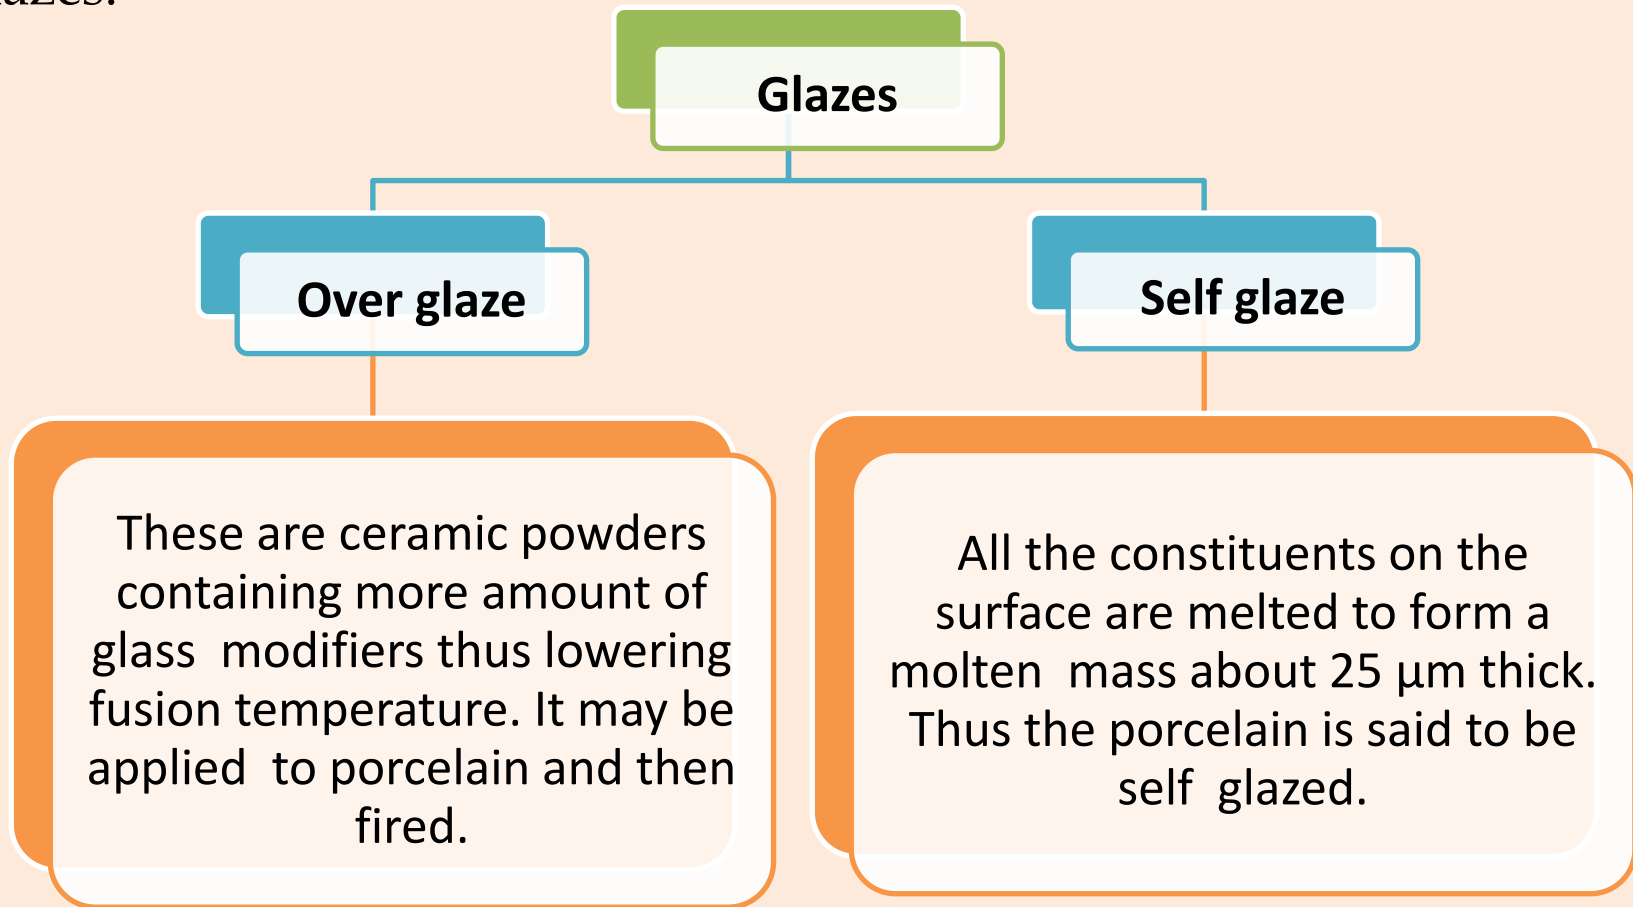 Glazes
Over glaze
Self glaze
These are ceramic powders
containing more amount of
glass  modifiers thus lowering
fusion temperature. It may be
applied  to porcelain and then
fired.
All the constituents on the
surface are melted to form a
molten  mass about 25 µm thick.
Thus the porcelain is said to be
self  glazed.